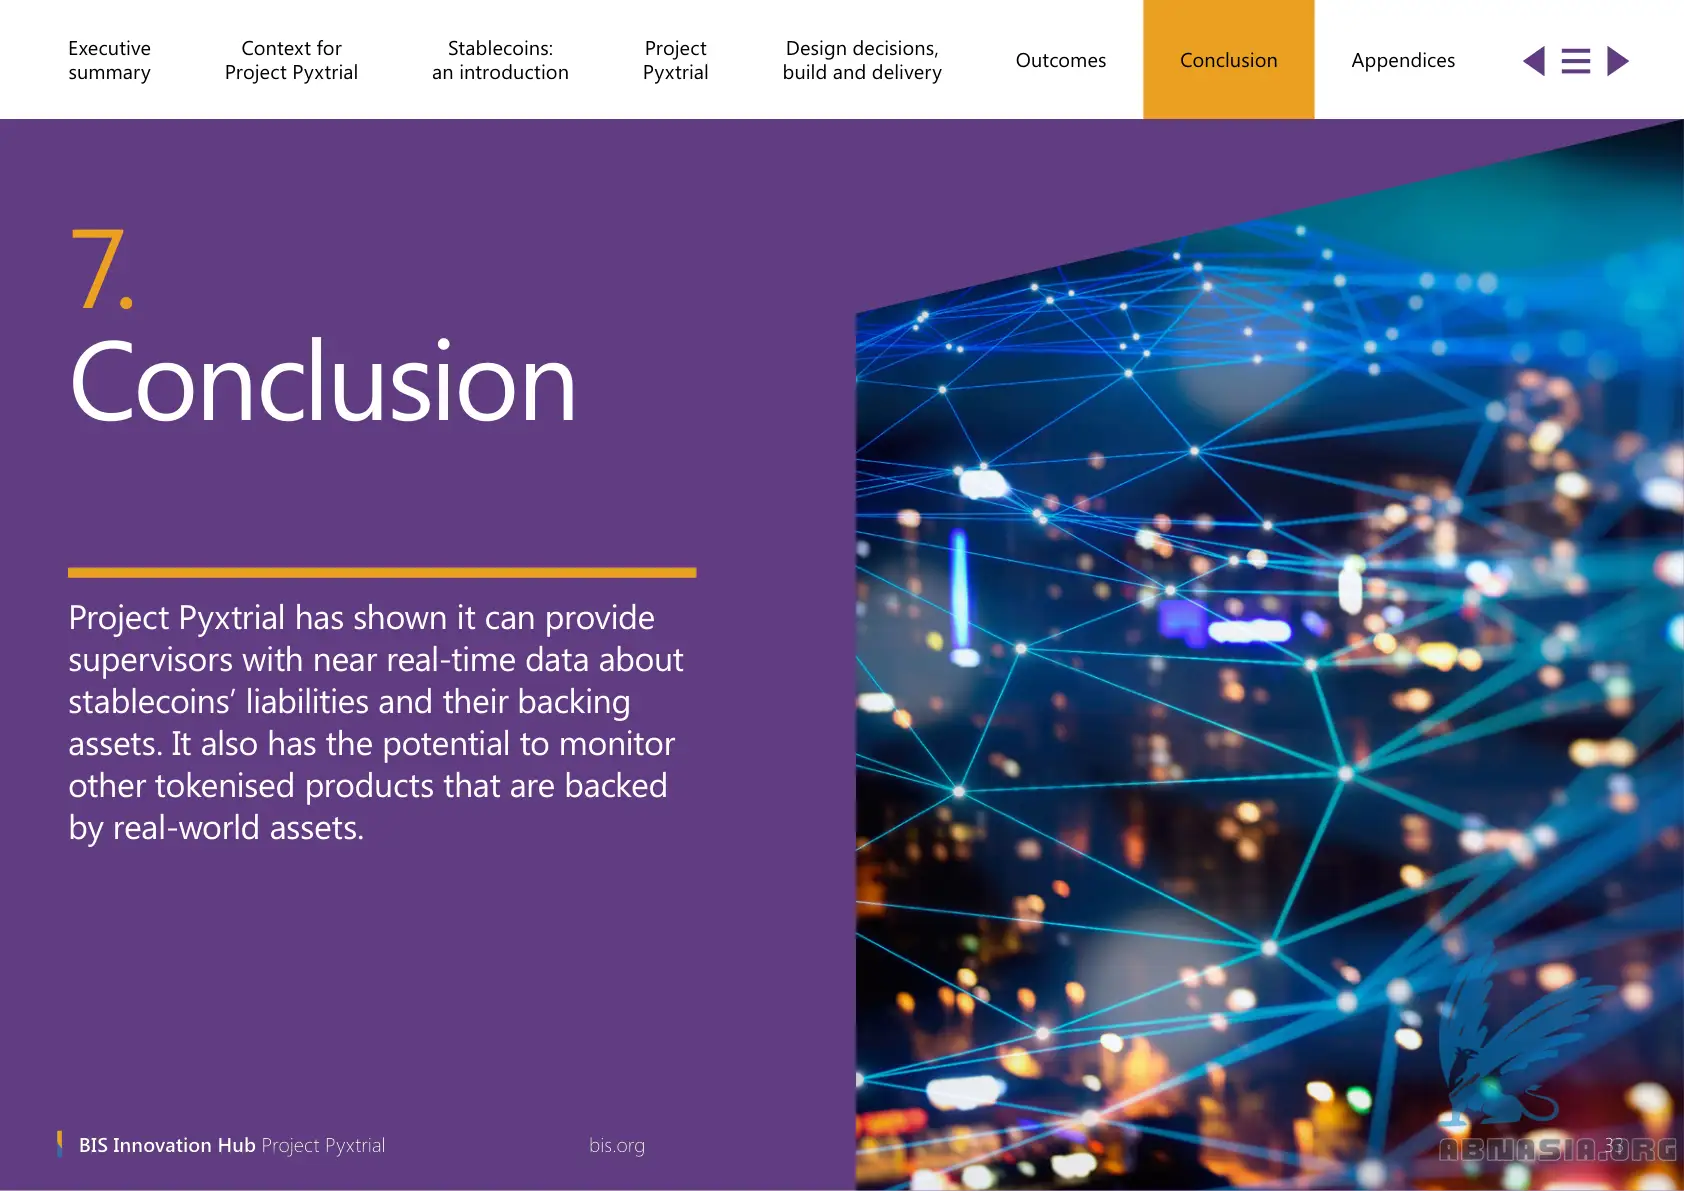 Executive
summary
Context for
Project Pyxtrial
Stablecoins:
an introduction
Project
Pyxtrial
Design decisions,
build and delivery
Outcomes
Conclusion
Appendices
7.
Conclusion
Project Pyxtrial has shown it can provide
supervisors with near real-time data about
stablecoins’ liabilities and their backing
assets. It also has the potential to monitor
other tokenised products that are backed
by real-world assets.
BIS Innovation Hub Project Pyxtrial
bis.org
33
ABNASIA.ORG